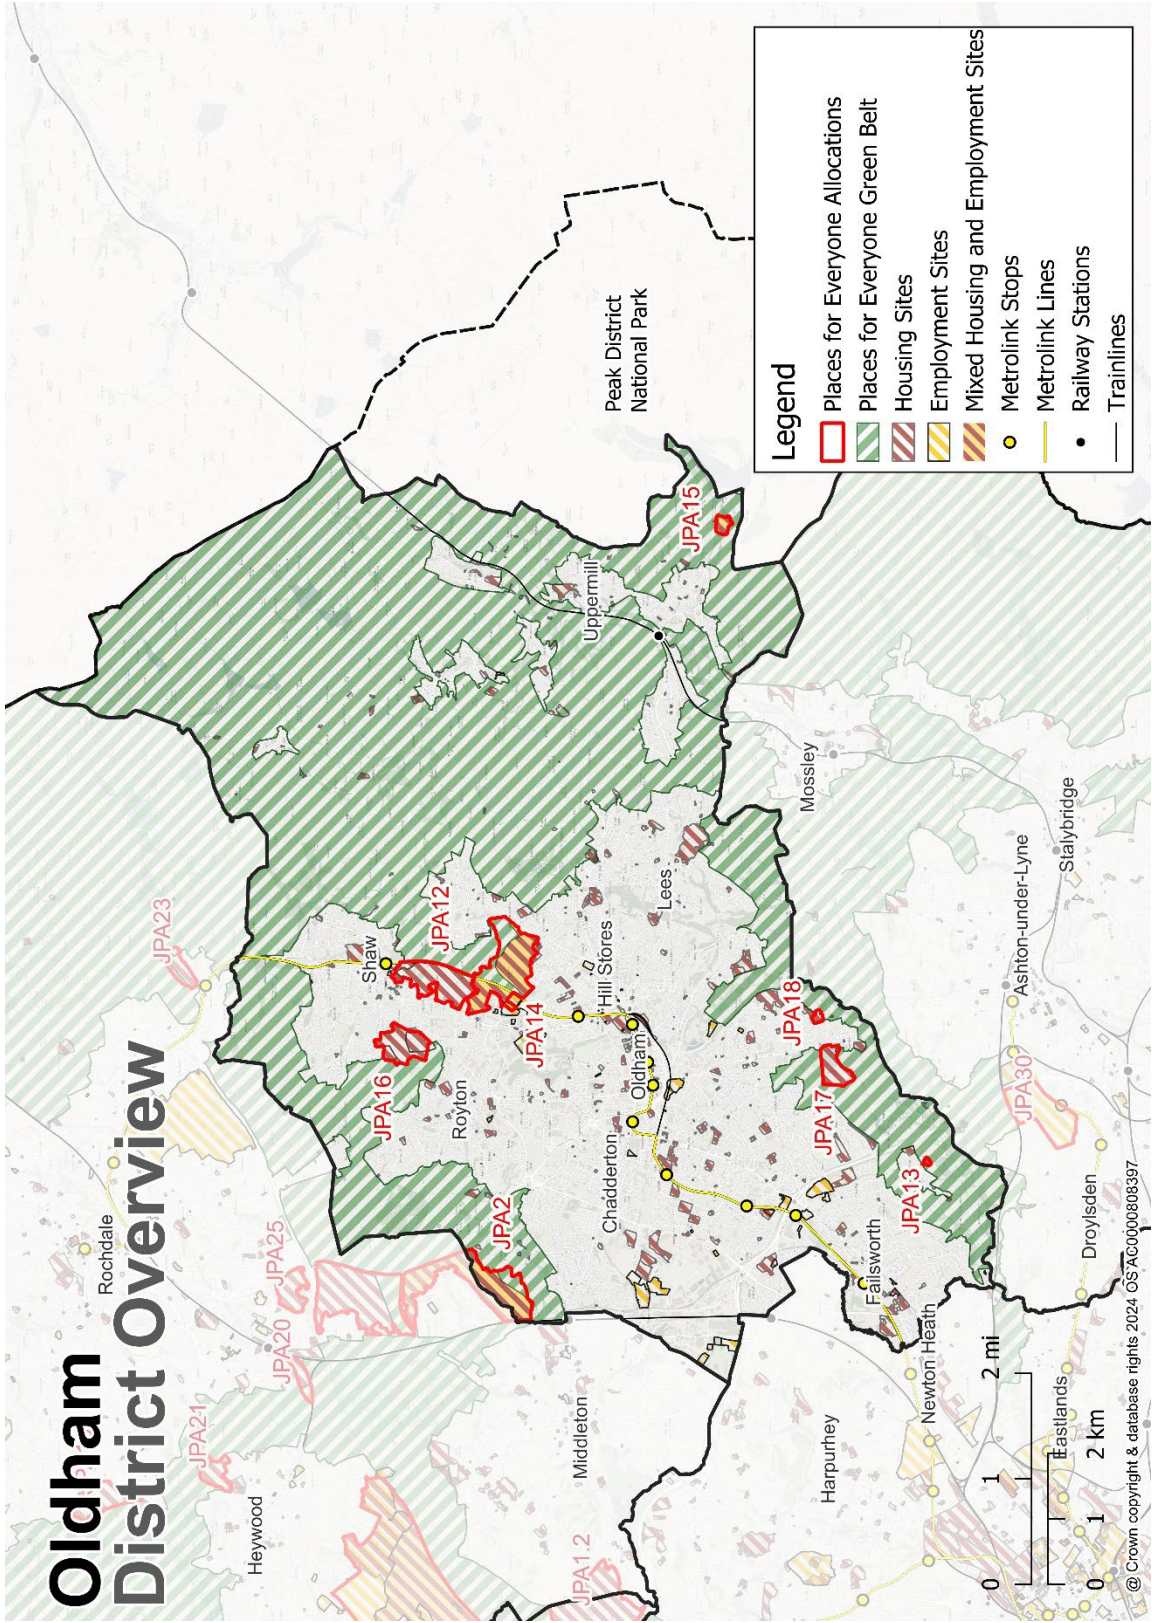 Oldham
District Overview
Rochdale
JPA23
JPA25
JPA20
JPA21
Heywood
Shaw
JPA16
JPA12
Royton
JPA2
JPA14
Hill Stores
Lees
Oldham
Chadderton
Middleton
JPA1.2
Uppermill
Peak District
National Park
JPA15
JPA18
JPA17
JPA13
Failsworth
Newton Heath
Harpurhey
Eastlands
Droylsden
JPA30
Ashton-under-Lyne
Stalybridge
Mossley
Legend
Places for Everyone Allocations
Places for Everyone Green Belt
Housing Sites
Employment Sites
Mixed Housing and Employment Sites
Metrolink Stops
Metrolink Lines
Railway Stations
Trainlines
0 1 2 mi
0 1 2 km
@ Crown copyright & database rights 2024 OS AC0000808397